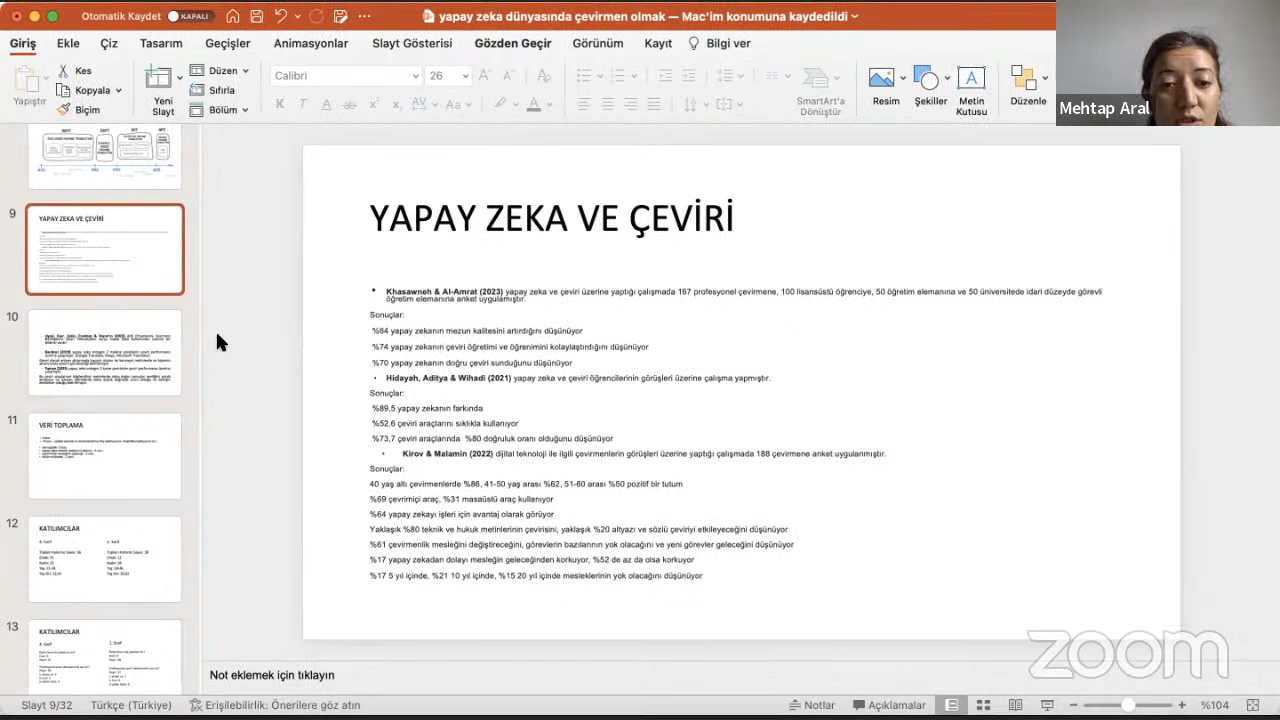 Otomatik Kaydet KAPALI
yapay zeka dünyasında çevirmen olmak — Mac'im konumuna kaydedildi
Giriş Ekle Çiz Tasarım Geçişler Animasyonlar Slayt Gösterisi Gözden Geçir Görünüm Kayıt Bilgi ver
Yapıştır
Kes
Kopyala
Biçim
Yeni
Slayt
Düzen
Sıfırla
Bölüm
Calibri 26
SmartArt'a
Dönüştür
Resim
Şekiller
Metin
Kutusu
Düzenle
Mehtap Aral
9
YAPAY ZEKA VE ÇEVİRİ
10
11
VERİ TOPLAMA
12
KATILIMCILAR
13
KATILIMCILAR
YAPAY ZEKA VE ÇEVİRİ
• Khasawneh & Al-Amrat (2023) yapay zeka ve çeviri üzerine yaptığı çalışmada 167 profesyonel çevirmene, 100 lisansüstü öğrenciye, 50 öğretim elemanına ve 50 üniversitede idari düzeyde görevli
öğretim elemanına anket uygulamıştır.
Sonuçlar:
%64 yapay zekanın mezun kalitesini artırdığını düşünüyor
%74 yapay zekanın çeviri öğretimi ve öğrenimini kolaylaştırdığını düşünüyor
%70 yapay zekanın doğru çeviri sunduğunu düşünüyor
• Hidayah, Aditya & Wihadi (2021) yapay zeka ve çeviri öğrencilerinin görüşleri üzerine çalışma yapmıştır.
Sonuçlar:
%89,5 yapay zekanın farkında
%52.6 çeviri araçlarını sıklıkla kullanıyor
%73,7 çeviri araçlarında %80 doğruluk oranı olduğunu düşünüyor
• Kirov & Malamin (2022) dijital teknoloji ile ilgili çevirmenlerin görüşleri üzerine yaptığı çalışmada 188 çevirmene anket uygulanmıştır.
Sonuçlar:
40 yaş altı çevirmenlerde %86, 41-50 yaş arası %62, 51-60 arası %50 pozitif bir tutum
%69 çevrimiçi araç, %31 masaüstü araç kullanıyor
%64 yapay zekayı işleri için avantaj olarak görüyor
Yaklaşık %80 teknik ve hukuk metinlerinin çevirisini, yaklaşık %20 altyazı ve sözlü çeviriyi etkileyeceğini düşünüyor
%61 çevirmenlik mesleğini değiştireceğini, görevlerin bazılarının yok olacağını ve yeni görevler geleceğini düşünüyor
%17 yapay zekadan dolayı mesleğin geleceğinden korkuyor, %52 de az da olsa korkuyor
%17 5 yıl içinde, %21 10 yıl içinde, %15 20 yıl içinde mesleklerinin yok olacağını düşünüyor
zoom
Not eklemek için tıklayın
Slayt 9/32 Türkçe (Türkiye) Erişilebilirlik: Önerilere göz atın Notlar Açıklamalar %104